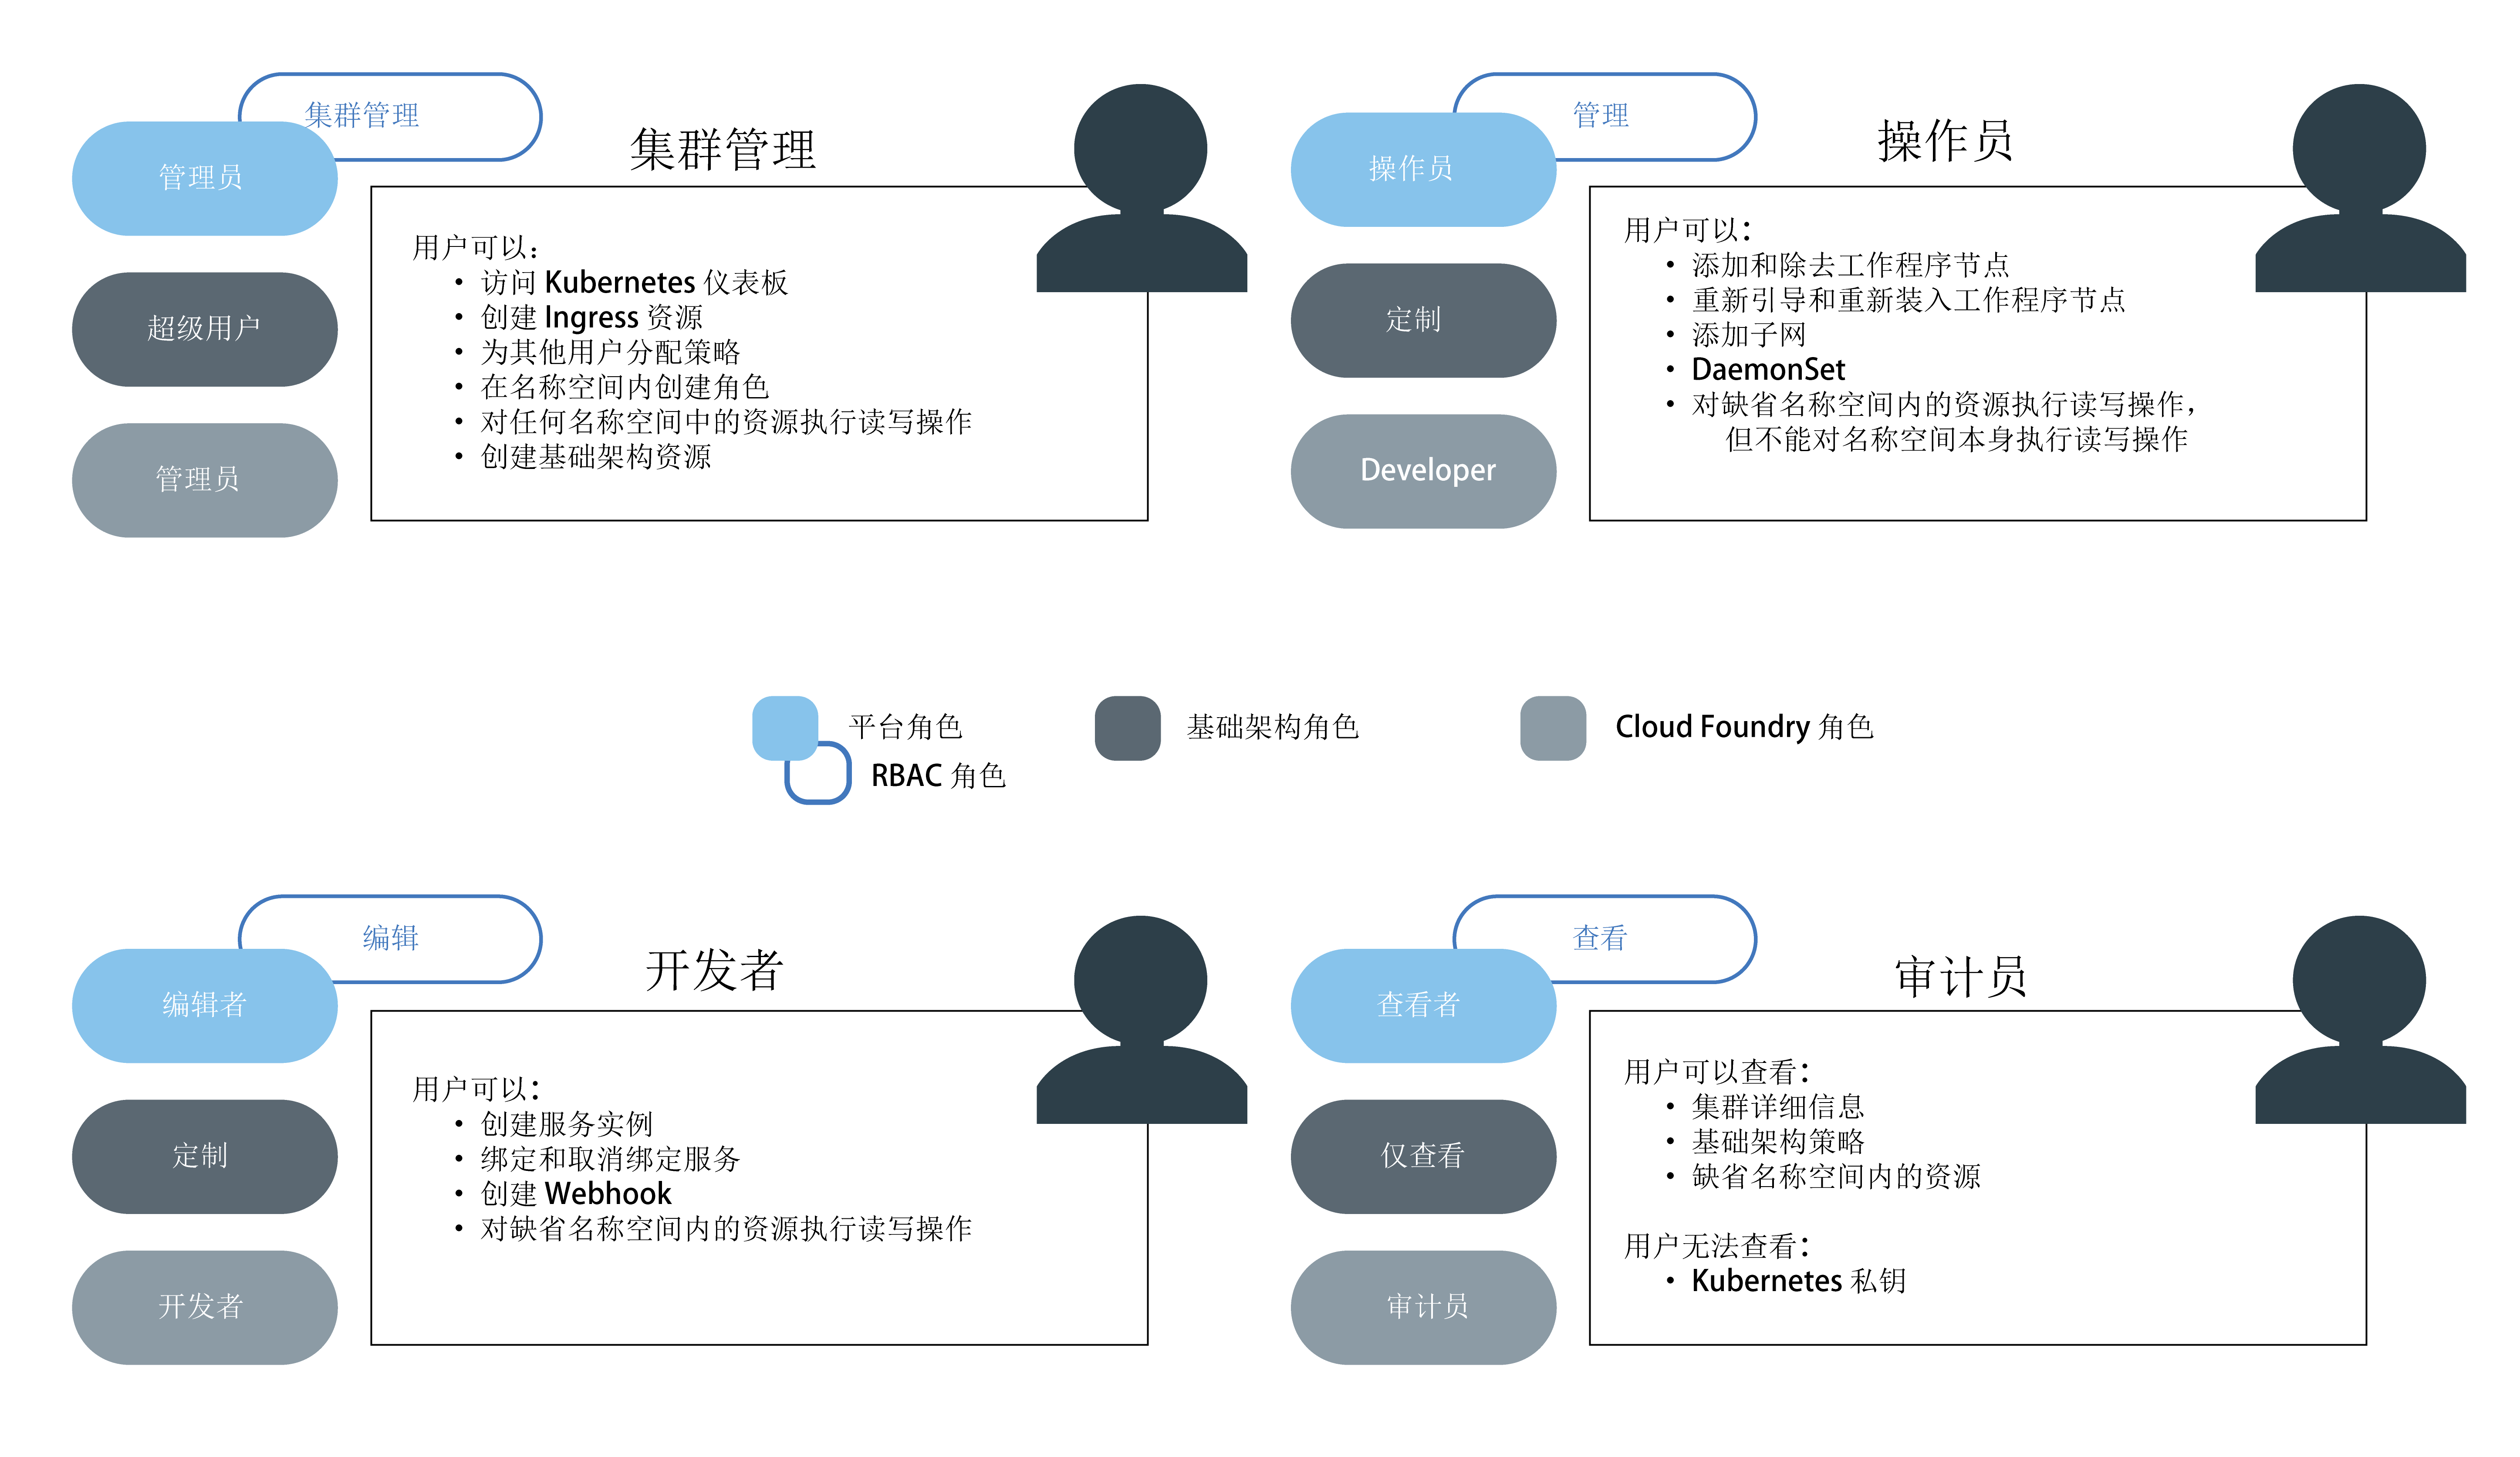 集群管理
管理员
超级用户
管理员
集群管理
用户可以：
• 访问 Kubernetes 仪表板
• 创建 Ingress 资源
• 为其他用户分配策略
• 在名称空间内创建角色
• 对任何名称空间中的资源执行读写操作
• 创建基础架构资源
管理
操作员
定制
Developer
操作员
用户可以：
• 添加和除去工作程序节点
• 重新引导和重新装入工作程序节点
• 添加子网
• DaemonSet
• 对缺省名称空间内的资源执行读写操作，
但不能对名称空间本身执行读写操作
平台角色
RBAC 角色
基础架构角色
Cloud Foundry 角色
编辑
编辑者
定制
开发者
开发者
用户可以：
• 创建服务实例
• 绑定和取消绑定服务
• 创建 Webhook
• 对缺省名称空间内的资源执行读写操作
查看
查看者
仅查看
审计员
审计员
用户可以查看：
• 集群详细信息
• 基础架构策略
• 缺省名称空间内的资源
用户无法查看：
• Kubernetes 私钥